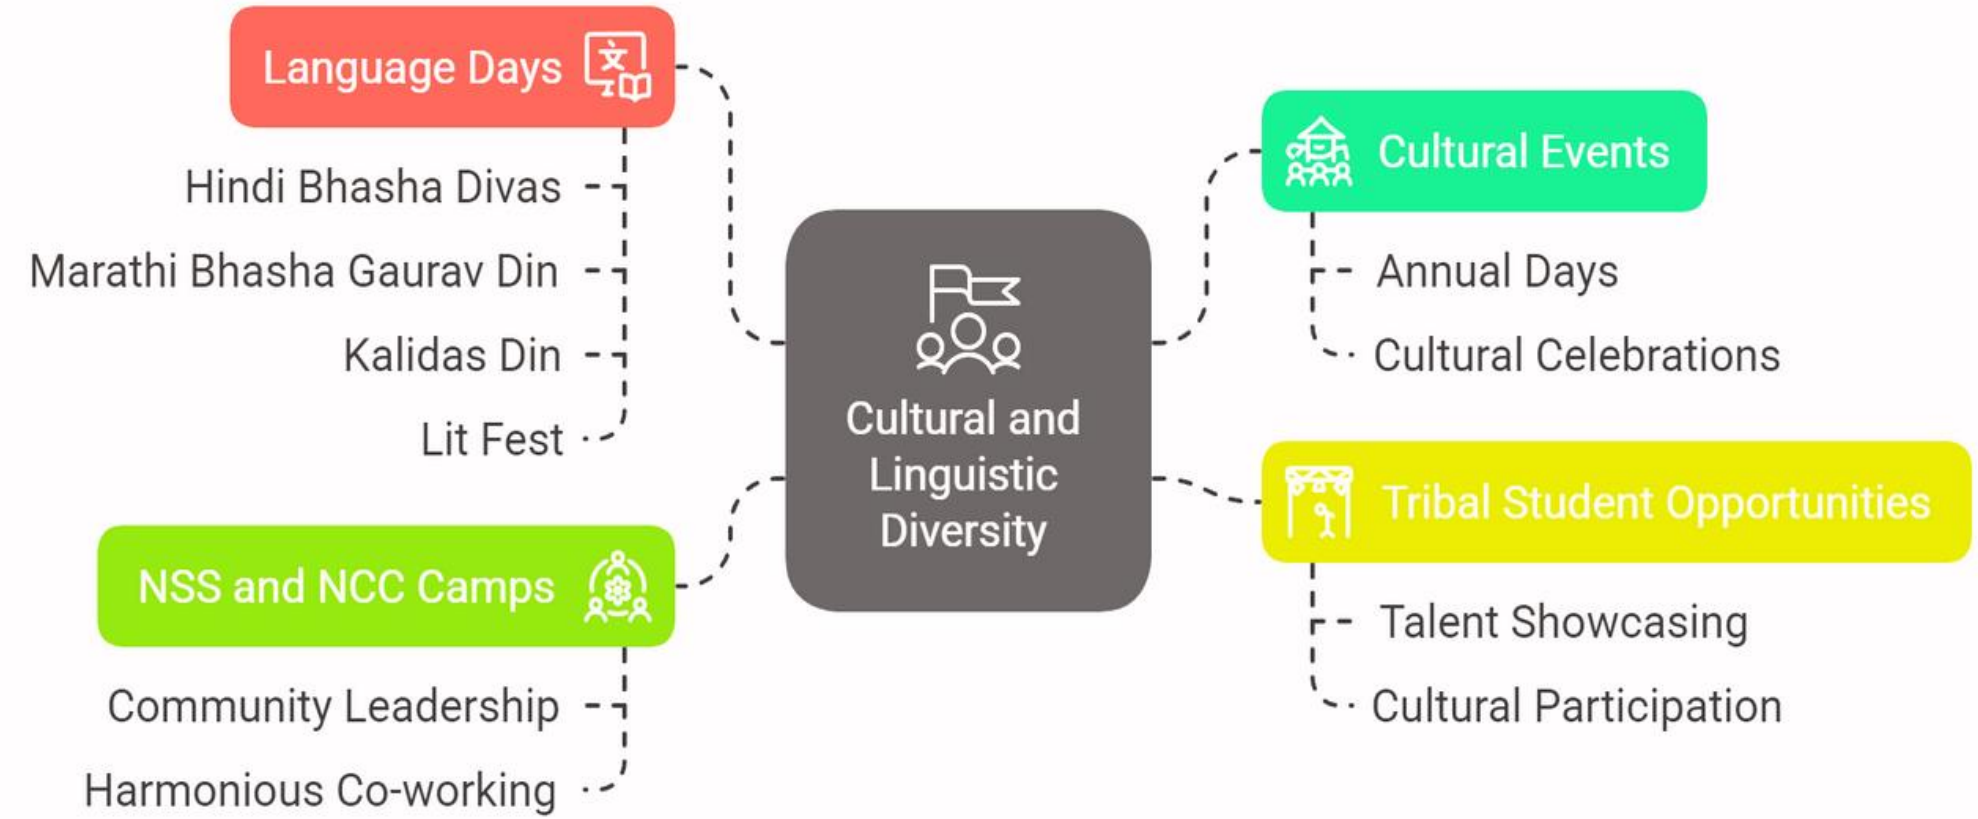 Language Days
Hindi Bhasha Divas
Marathi Bhasha Gaurav Din
Kalidas Din
Lit Fest
NSS and NCC Camps
Community Leadership
Harmonious Co-working
Cultural and
Linguistic
Diversity
Cultural Events
Annual Days
Cultural Celebrations
Tribal Student Opportunities
Talent Showcasing
Cultural Participation